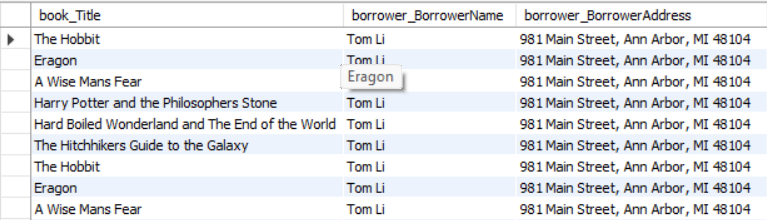 book_Title borrower_BorrowerName borrower_BorrowerAddress
The Hobbit Tom Li 981 Main Street, Ann Arbor, MI 48104
Eragon Tom Li 981 Main Street, Ann Arbor, MI 48104
Eragon
A Wise Mans Fear Tom Li 981 Main Street, Ann Arbor, MI 48104
Harry Potter and the Philosophers Stone Tom Li 981 Main Street, Ann Arbor, MI 48104
Hard Boiled Wonderland and The End of the World Tom Li 981 Main Street, Ann Arbor, MI 48104
The Hitchhikers Guide to the Galaxy Tom Li 981 Main Street, Ann Arbor, MI 48104
The Hobbit Tom Li 981 Main Street, Ann Arbor, MI 48104
Eragon Tom Li 981 Main Street, Ann Arbor, MI 48104
A Wise Mans Fear Tom Li 981 Main Street, Ann Arbor, MI 48104